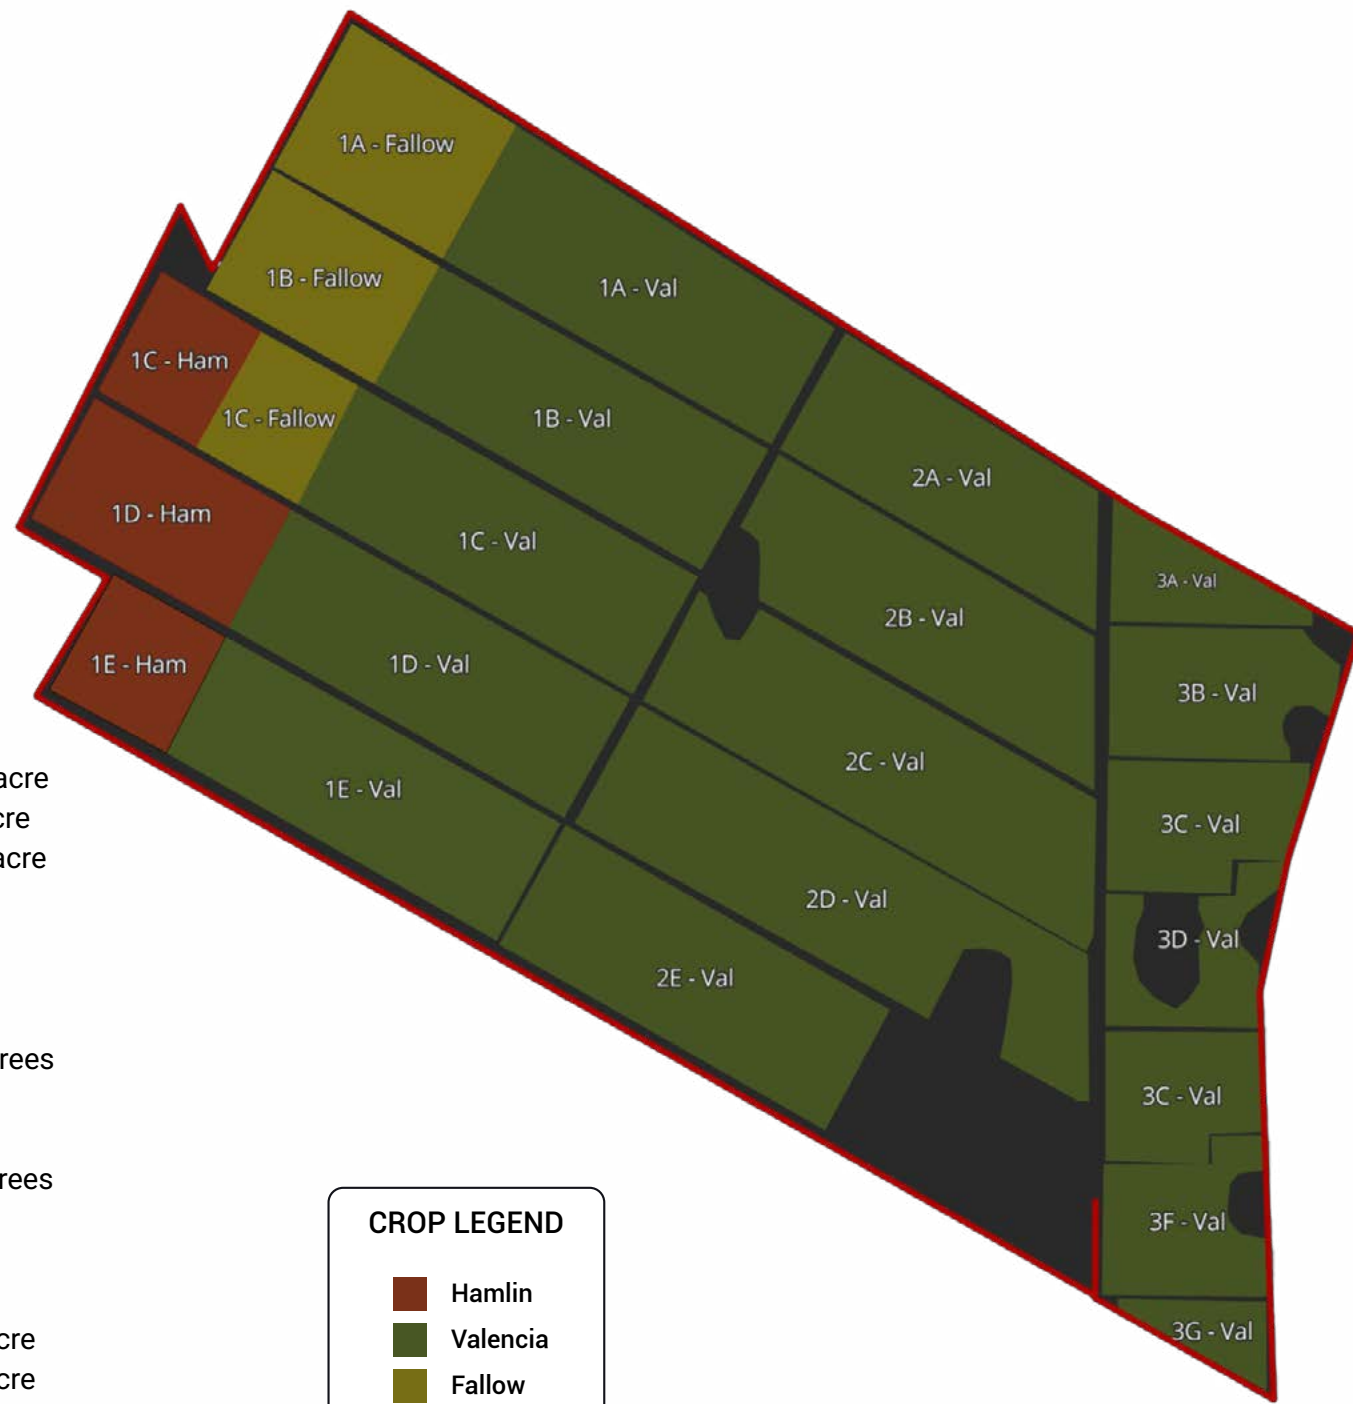 1A - Fallow
1B - Fallow
1A - Val
1C - Ham
1C - Fallow
1B - Val
2A - Val
1D - Ham
1C - Val
3A - Val
2B - Val
1E - Ham
1D - Val
3B - Val
2C - Val
1E - Val
3C - Val
2D - Val
3D - Val
2E - Val
3C - Val
3F - Val
3G - Val
acre
cre
acre
rees
rees
cre
cre
CROP LEGEND
Hamlin
Valencia
Fallow